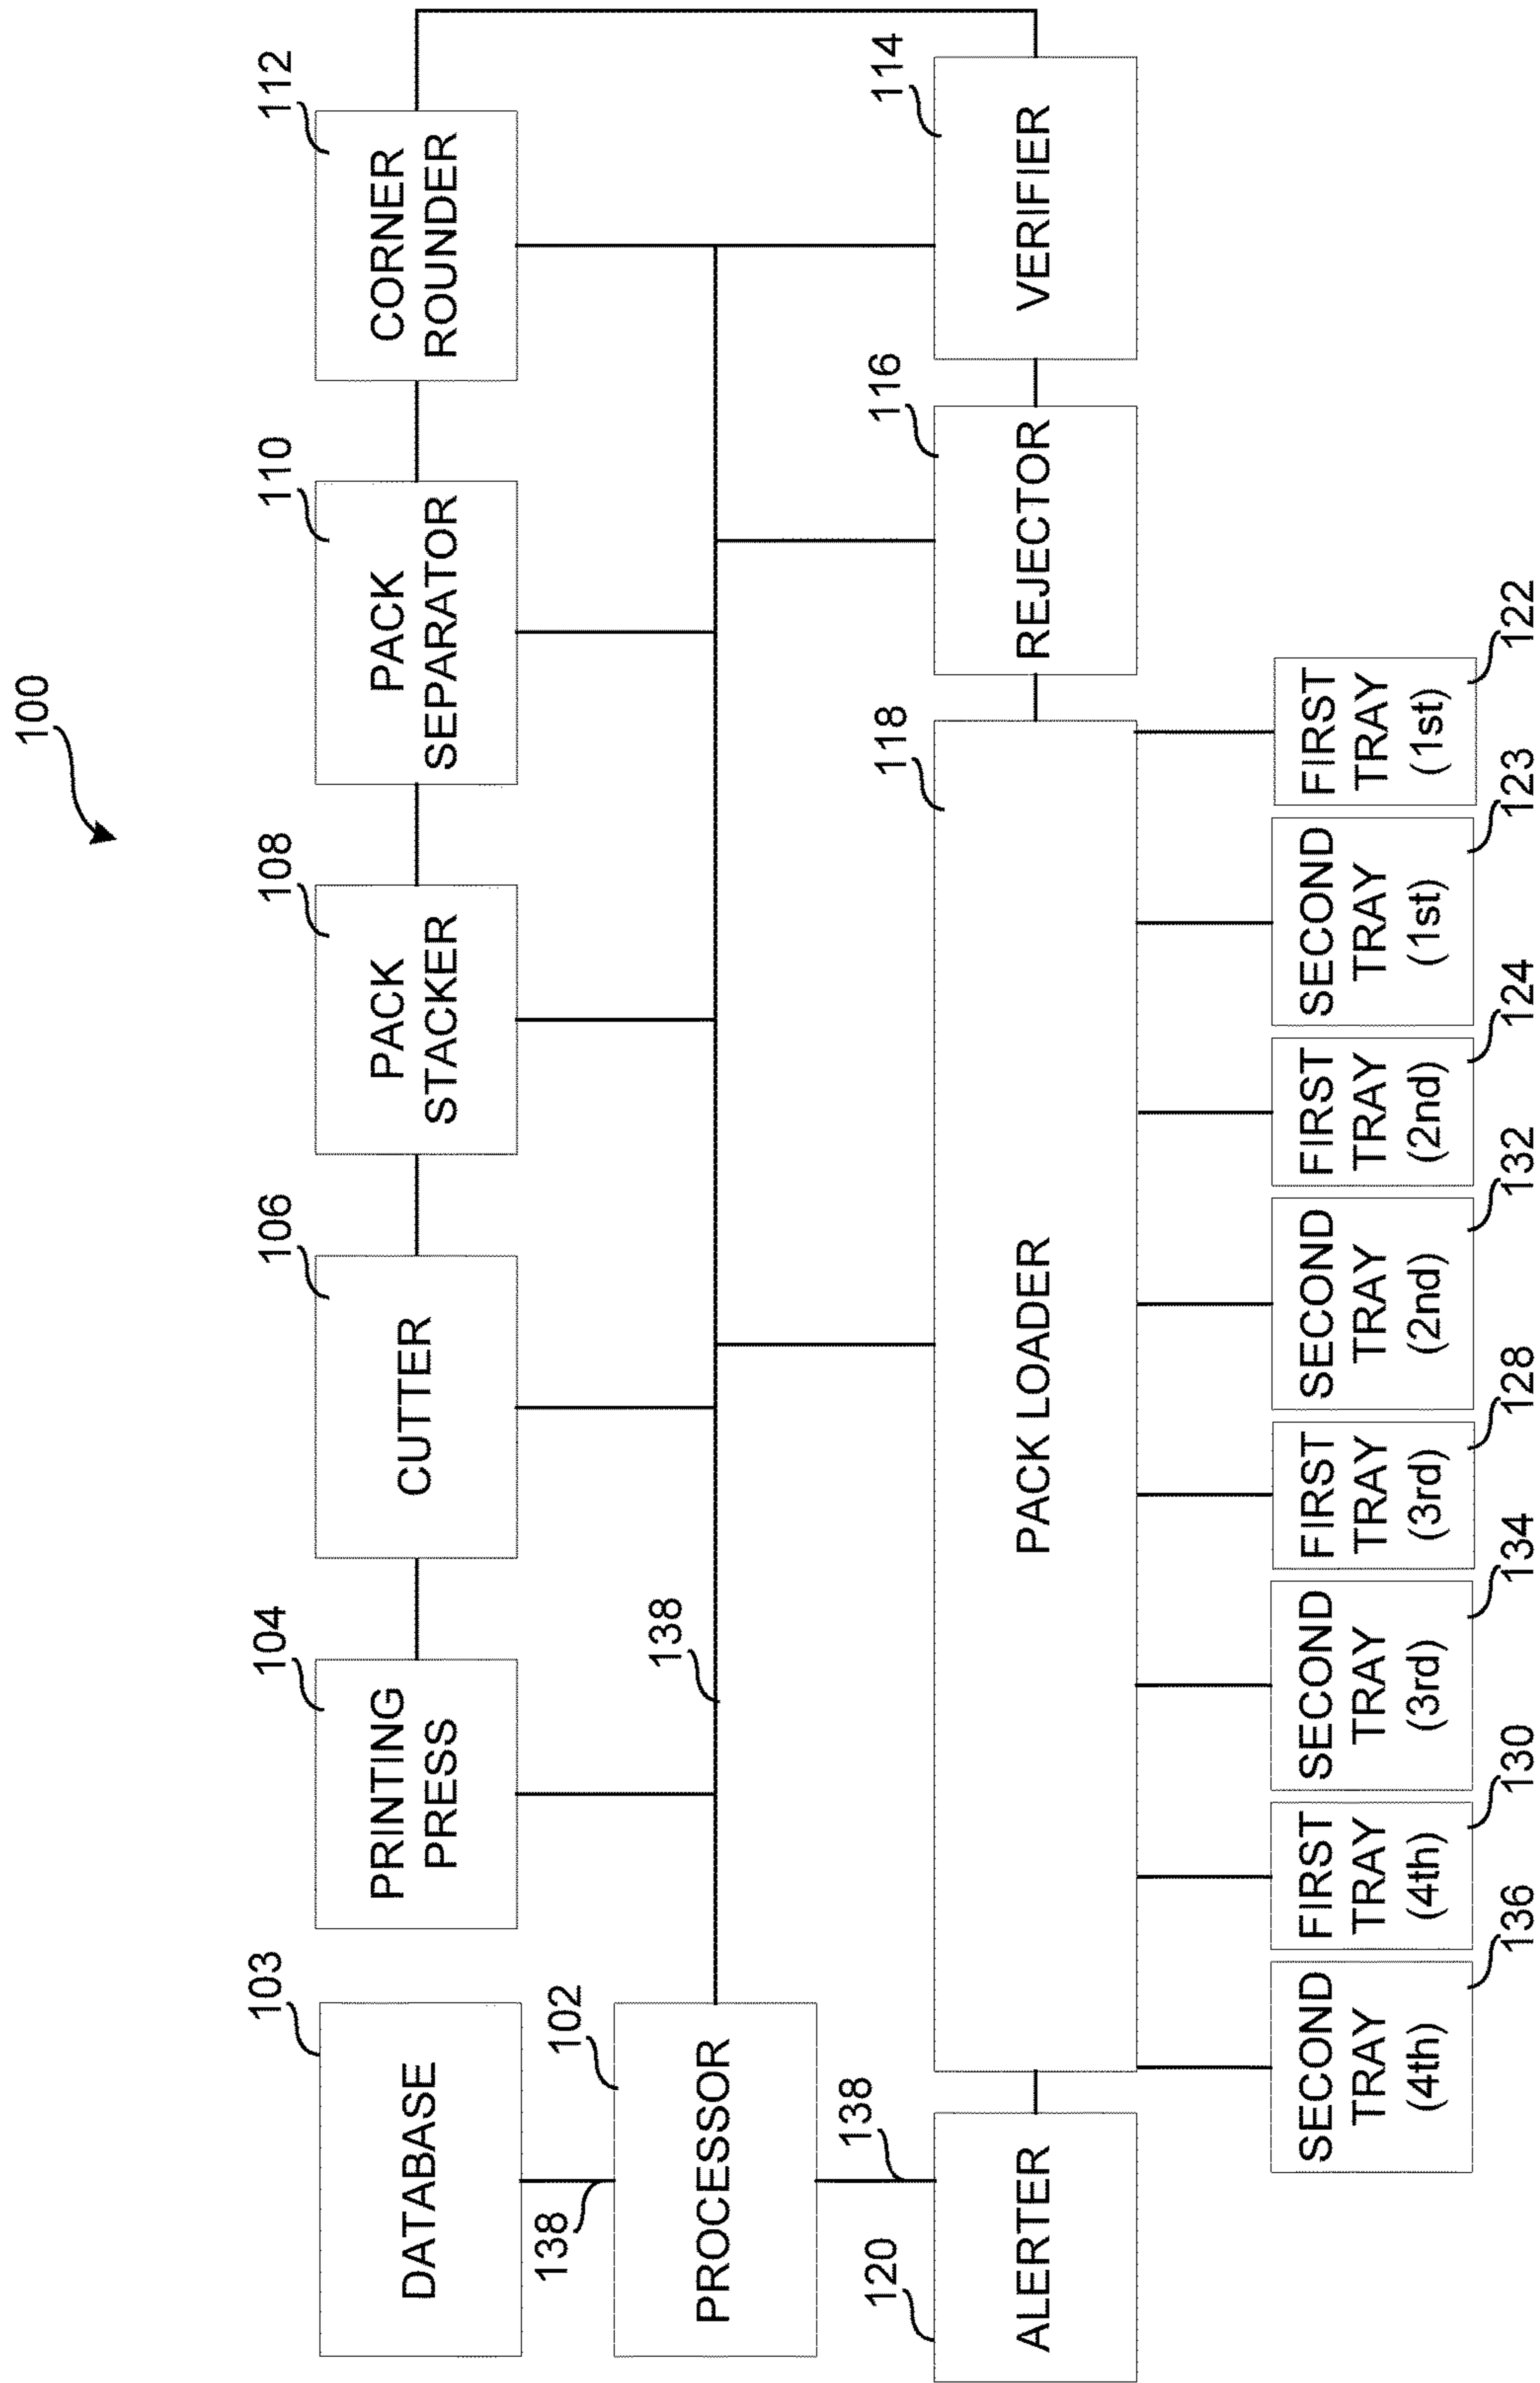 100
103
DATABASE
104
PRINTING
PRESS
106
CUTTER
108
PACK
STACKER
110
PACK
SEPARATOR
112
CORNER
ROUNDER
138
102
PROCESSOR
138
138
120
ALERTER
118
PACK LOADER
116
REJECTOR
114
VERIFIER
136
SECOND
TRAY
(4th)
130
FIRST
TRAY
(4th)
134
SECOND
TRAY
(3rd)
128
FIRST
TRAY
(3rd)
132
SECOND
TRAY
(2nd)
124
FIRST
TRAY
(2nd)
123
SECOND
TRAY
(1st)
122
FIRST
TRAY
(1st)